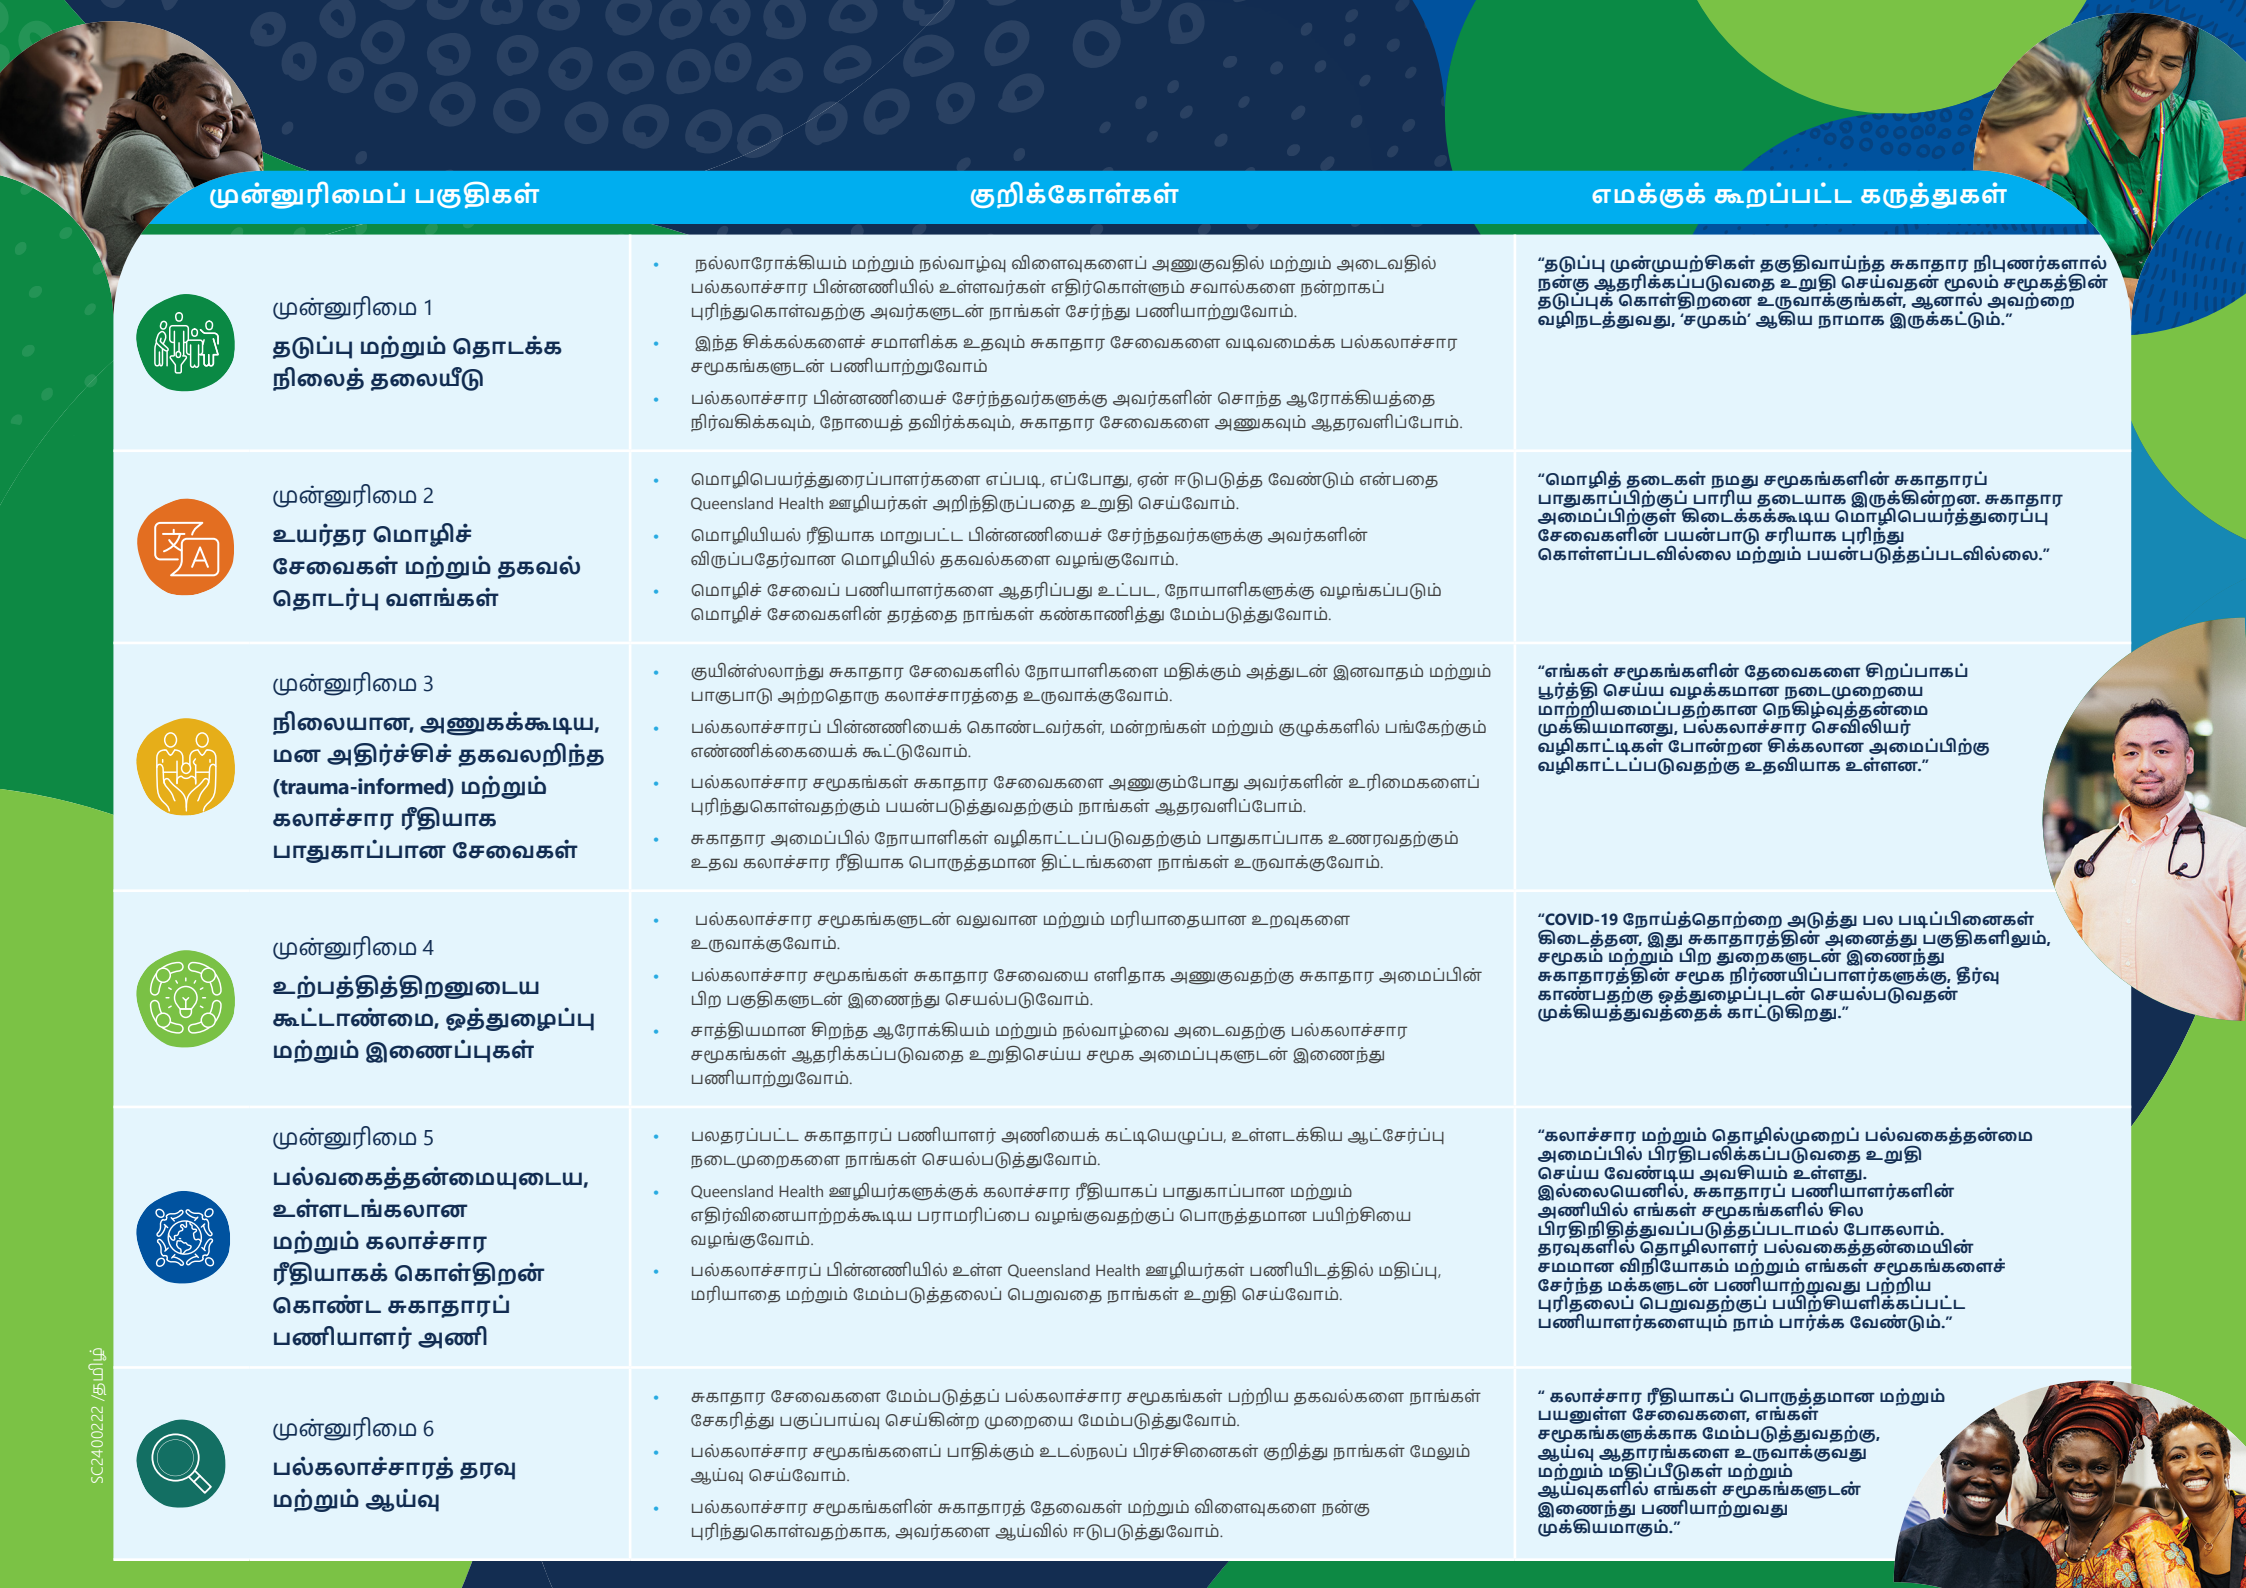 முன்னுரிமைப் பகுதிகள்
குறிக்கோள்கள்
எமக்குக் கூறப்பட்ட கருத்துகள்
முன்னுரிமை 1
தடுப்பு மற்றும் தொடக்க
நிலைத் தலையீடு
• நல்லாரோக்கியம் மற்றும் நல்வாழ்வு விளைவுகளைப் அணுகுவதில் மற்றும் அடைவதில்
பல்கலாச்சார பின்னணியில் உள்ளவர்கள் எதிர்கொள்ளும் சவால்களை நன்றாகப்
புரிந்துகொள்வதற்கு அவர்களுடன் நாங்கள் சேர்ந்து பணியாற்றுவோம்.
• இந்த சிக்கல்களைச் சமாளிக்க உதவும் சுகாதார சேவைகளை வடிவமைக்க பல்கலாச்சார
சமூகங்களுடன் பணியாற்றுவோம்
• பல்கலாச்சார பின்னணியைச் சேர்ந்தவர்களுக்கு அவர்களின் சொந்த ஆரோக்கியத்தை
நிர்வகிக்கவும், நோயைத் தவிர்க்கவும், சுகாதார சேவைகளை அணுகவும் ஆதரவளிப்போம்.
“தடுப்பு முன்முயற்சிகள் தகுதிவாய்ந்த சுகாதார நிபுணர்களால்
நன்கு ஆதரிக்கப்படுவதை உறுதி செய்வதன் மூலம் சமூகத்தின்
தடுப்புக் கொள்திறனை உருவாக்குங்கள், ஆனால் அவற்றை
வழிநடத்துவது, ‘சமுகம்’ ஆகிய நாமாக இருக்கட்டும்.”
முன்னுரிமை 2
உயர்தர மொழிச்
சேவைகள் மற்றும் தகவல்
தொடர்பு வளங்கள்
• மொழிபெயர்த்துரைப்பாளர்களை எப்படி, எப்போது, ஏன் ஈடுபடுத்த வேண்டும் என்பதை
Queensland Health ஊழியர்கள் அறிந்திருப்பதை உறுதி செய்வோம்.
• மொழியியல் ரீதியாக மாறுபட்ட பின்னணியைச் சேர்ந்தவர்களுக்கு அவர்களின்
விருப்பதேர்வான மொழியில் தகவல்களை வழங்குவோம்.
• மொழிச் சேவைப் பணியாளர்களை ஆதரிப்பது உட்பட, நோயாளிகளுக்கு வழங்கப்படும்
மொழிச் சேவைகளின் தரத்தை நாங்கள் கண்காணித்து மேம்படுத்துவோம்.
“மொழித் தடைகள் நமது சமூகங்களின் சுகாதாரப்
பாதுகாப்பிற்குப் பாரிய தடையாக இருக்கின்றன. சுகாதார
அமைப்பிற்குள் கிடைக்கக்கூடிய மொழிபெயர்த்துரைப்பு
சேவைகளின் பயன்பாடு சரியாக புரிந்து
கொள்ளப்படவில்லை மற்றும் பயன்படுத்தப்படவில்லை.”
முன்னுரிமை 3
நிலையான, அணுகக்கூடிய,
மன அதிர்ச்சிச் தகவலறிந்த
(trauma-informed) மற்றும்
கலாச்சார ரீதியாக
பாதுகாப்பான சேவைகள்
• குயின்ஸ்லாந்து சுகாதார சேவைகளில் நோயாளிகளை மதிக்கும் அத்துடன் இனவாதம் மற்றும்
பாகுபாடு அற்றதொரு கலாச்சாரத்தை உருவாக்குவோம்.
• பல்கலாச்சாரப் பின்னணியைக் கொண்டவர்கள், மன்றங்கள் மற்றும் குழுக்களில் பங்கேற்கும்
எண்ணிக்கையைக் கூட்டுவோம்.
• பல்கலாச்சார சமூகங்கள் சுகாதார சேவைகளை அணுகும்போது அவர்களின் உரிமைகளைப்
புரிந்துகொள்வதற்கும் பயன்படுத்துவதற்கும் நாங்கள் ஆதரவளிப்போம்.
• சுகாதார அமைப்பில் நோயாளிகள் வழிகாட்டப்படுவதற்கும் பாதுகாப்பாக உணரவதற்கும்
உதவ கலாச்சார ரீதியாக பொருத்தமான திட்டங்களை நாங்கள் உருவாக்குவோம்.
“எங்கள் சமூகங்களின் தேவைகளை சிறப்பாகப்
பூர்த்தி செய்ய வழக்கமான நடைமுறையை
மாற்றியமைப்பதற்கான நெகிழ்வுத்தன்மை
முக்கியமானது, பல்கலாச்சார செவிலியர்
வழிகாட்டிகள் போன்றன சிக்கலான அமைப்பிற்கு
வழிகாட்டப்படுவதற்கு உதவியாக உள்ளன.”
முன்னுரிமை 4
உற்பத்தித்திறனுடைய
கூட்டாண்மை, ஒத்துழைப்பு
மற்றும் இணைப்புகள்
• பல்கலாச்சார சமூகங்களுடன் வலுவான மற்றும் மரியாதையான உறவுகளை
உருவாக்குவோம்.
• பல்கலாச்சார சமூகங்கள் சுகாதார சேவையை எளிதாக அணுகுவதற்கு சுகாதார அமைப்பின்
பிற பகுதிகளுடன் இணைந்து செயல்படுவோம்.
• சாத்தியமான சிறந்த ஆரோக்கியம் மற்றும் நல்வாழ்வை அடைவதற்கு பல்கலாச்சார
சமூகங்கள் ஆதரிக்கப்படுவதை உறுதிசெய்ய சமூக அமைப்புகளுடன் இணைந்து
பணியாற்றுவோம்.
“COVID-19 நோய்த்தொற்றை அடுத்து பல படிப்பினைகள்
கிடைத்தன, இது சுகாதாரத்தின் அனைத்து பகுதிகளிலும்,
சமூகம் மற்றும் பிற துறைகளுடன் இணைந்து
சுகாதாரத்தின் சமூக நிர்ணயிப்பாளர்களுக்கு, தீர்வு
காண்பதற்கு ஒத்துழைப்புடன் செயல்படுவதன்
முக்கியத்துவத்தைக் காட்டுகிறது.”
முன்னுரிமை 5
பல்வகைத்தன்மையுடைய,
உள்ளடங்கலான
மற்றும் கலாச்சார
ரீதியாகக் கொள்திறன்
கொண்ட சுகாதாரப்
பணியாளர் அணி
• பலதரப்பட்ட சுகாதாரப் பணியாளர் அணியைக் கட்டியெழுப்ப, உள்ளடக்கிய ஆட்சேர்ப்பு
நடைமுறைகளை நாங்கள் செயல்படுத்துவோம்.
• Queensland Health ஊழியர்களுக்குக் கலாச்சார ரீதியாகப் பாதுகாப்பான மற்றும்
எதிர்வினையாற்றக்கூடிய பராமரிப்பை வழங்குவதற்குப் பொருத்தமான பயிற்சியை
வழங்குவோம்.
• பல்கலாச்சாரப் பின்னணியில் உள்ள Queensland Health ஊழியர்கள் பணியிடத்தில் மதிப்பு,
மரியாதை மற்றும் மேம்படுத்தலைப் பெறுவதை நாங்கள் உறுதி செய்வோம்.
“கலாச்சார மற்றும் தொழில்முறைப் பல்வகைத்தன்மை
அமைப்பில் பிரதிபலிக்கப்படுவதை உறுதி
செய்ய வேண்டிய அவசியம் உள்ளது.
இல்லையெனில், சுகாதாரப் பணியாளர்களின்
அணியில் எங்கள் சமூகங்களில் சில
பிரதிநிதித்துவப்படுத்தப்படாமல் போகலாம்.
தரவுகளில் தொழிலாளர் பல்வகைத்தன்மையின்
சமமான விநியோகம் மற்றும் எங்கள் சமூகங்களைச்
சேர்ந்த மக்களுடன் பணியாற்றுவது பற்றிய
புரிதலைப் பெறுவதற்குப் பயிற்சியளிக்கப்பட்ட
பணியாளர்களையும் நாம் பார்க்க வேண்டும்.”
முன்னுரிமை 6
பல்கலாச்சாரத் தரவு
மற்றும் ஆய்வு
• சுகாதார சேவைகளை மேம்படுத்தப் பல்கலாச்சார சமூகங்கள் பற்றிய தகவல்களை நாங்கள்
சேகரித்து பகுப்பாய்வு செய்கின்ற முறையை மேம்படுத்துவோம்.
• பல்கலாச்சார சமூகங்களைப் பாதிக்கும் உடல்நலப் பிரச்சினைகள் குறித்து நாங்கள் மேலும்
ஆய்வு செய்வோம்.
• பல்கலாச்சார சமூகங்களின் சுகாதாரத் தேவைகள் மற்றும் விளைவுகளை நன்கு
புரிந்துகொள்வதற்காக, அவர்களை ஆய்வில் ஈடுபடுத்துவோம்.
“ கலாச்சார ரீதியாகப் பொருத்தமான மற்றும்
பயனுள்ள சேவைகளை, எங்கள்
சமூகங்களுக்காக மேம்படுத்துவதற்கு,
ஆய்வு ஆதாரங்களை உருவாக்குவது
மற்றும் மதிப்பீடுகள் மற்றும்
ஆய்வுகளில் எங்கள் சமூகங்களுடன்
இணைந்து பணியாற்றுவது
முக்கியமாகும்.”
SC2400222 /தமிழ்